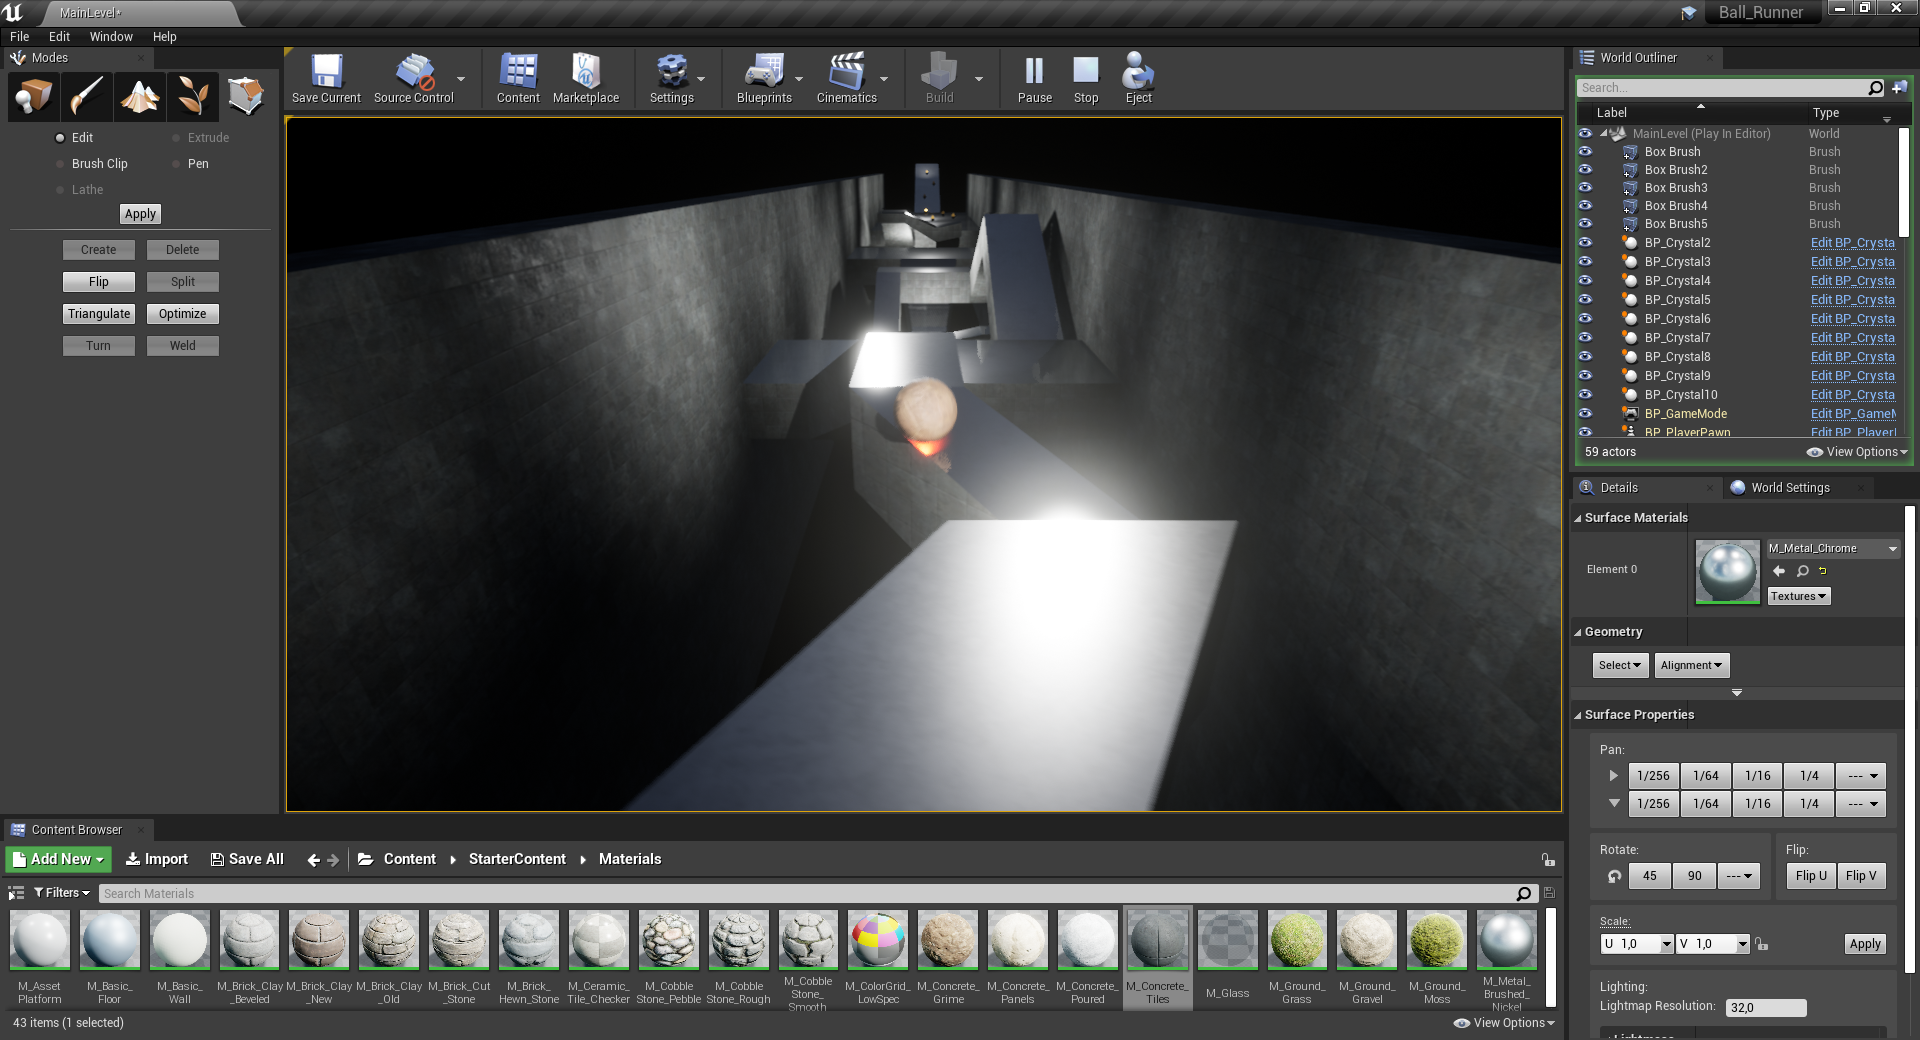 MainLevel*
Ball_Runner
File Edit Window Help
Modes
Edit Extrude
Brush Clip Pen
Lathe
Apply
Create Delete
Flip Split
Triangulate Optimize
Turn Weld
Save Current Source Control Content Marketplace Settings Blueprints Cinematics Build Pause Stop Eject
World Outliner
Search...
Label Type
MainLevel (Play In Editor) World
Box Brush Brush
Box Brush2 Brush
Box Brush3 Brush
Box Brush4 Brush
Box Brush5 Brush
BP_Crystal2 Edit BP_Crysta
BP_Crystal3 Edit BP_Crysta
BP_Crystal4 Edit BP_Crysta
BP_Crystal5 Edit BP_Crysta
BP_Crystal6 Edit BP_Crysta
BP_Crystal7 Edit BP_Crysta
BP_Crystal8 Edit BP_Crysta
BP_Crystal9 Edit BP_Crysta
BP_Crystal10 Edit BP_Crysta
BP_GameMode Edit BP_GameM
BP_PlayerPawn Edit BP_Player
59 actors View Options
Details World Settings
Surface Materials
Element 0
M_Metal_Chrome
Textures
Geometry
Select Alignment
Surface Properties
Pan:
1/256 1/64 1/16 1/4 ---
1/256 1/64 1/16 1/4 ---
Rotate: Flip:
45 90 --- Flip U Flip V
Scale:
U 1,0 V 1,0 Apply
Lighting:
Lightmap Resolution: 32,0
Content Browser
Add New Import Save All Content StarterContent Materials
Filters Search Materials
M_Asset Platform
M_Basic_ Floor
M_Basic_ Wall
M_Brick_Clay _Beveled
M_Brick_Clay _New
M_Brick_Clay _Old
M_Brick_Cut _Stone
M_Brick_ Hewn_Stone
M_Ceramic_ Tile_Checker
M_Cobble Stone_Pebble
M_Cobble Stone_Rough
M_Cobble Stone_ Smooth
M_ColorGrid_ LowSpec
M_Concrete_ Grime
M_Concrete_ Panels
M_Concrete_ Poured
M_Concrete_ Tiles
M_Glass
M_Ground_ Grass
M_Ground_ Gravel
M_Ground_ Moss
M_Metal_ Brushed_ Nickel
43 items (1 selected) View Options